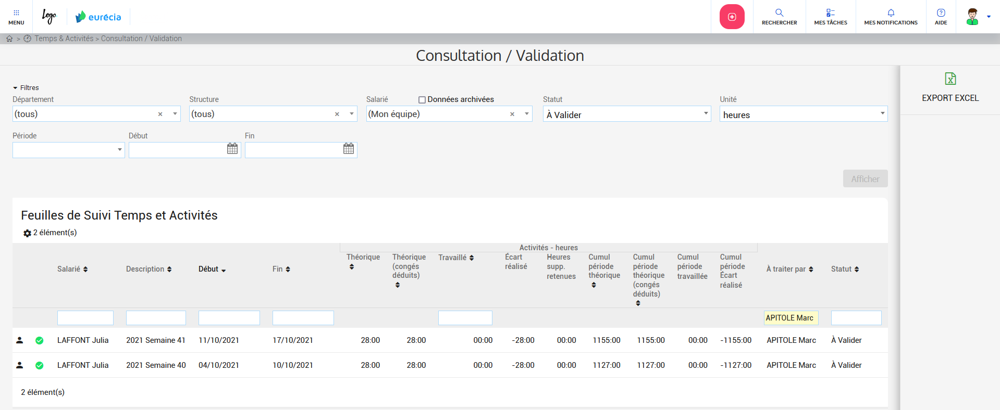 MENU
Logo
eurécia
RECHERCHER
MES TÂCHES
MES NOTIFICATIONS
AIDE
> Temps & Activités > Consultation / Validation
Consultation / Validation
EXPORT EXCEL
Filtres
Département
Structure
Salarié
Données archivées
Statut
Unité
(tous) ×
(tous) ×
(Mon équipe) ×
À Valider
heures
Période
Début
Fin
Afficher
Feuilles de Suivi Temps et Activités
2 élément(s)
Activités - heures
Salarié
Description
Début
Fin
Théorique
Théorique
(congés
déduits)
Travaillé
Écart
réalisé
Heures
supp.
retenues
Cumul
période
théorique
Cumul
période
théorique
(congés
déduits)
Cumul
période
travaillée
Cumul
période
Écart
réalisé
À traiter par
Statut
APITOLE Marc
LAFFONT Julia 2021 Semaine 41 11/10/2021 17/10/2021 28:00 28:00 00:00 -28:00 00:00 1155:00 1155:00 00:00 -1155:00 APITOLE Marc À Valider
LAFFONT Julia 2021 Semaine 40 04/10/2021 10/10/2021 28:00 28:00 00:00 -28:00 00:00 1127:00 1127:00 00:00 -1127:00 APITOLE Marc À Valider
2 élément(s)